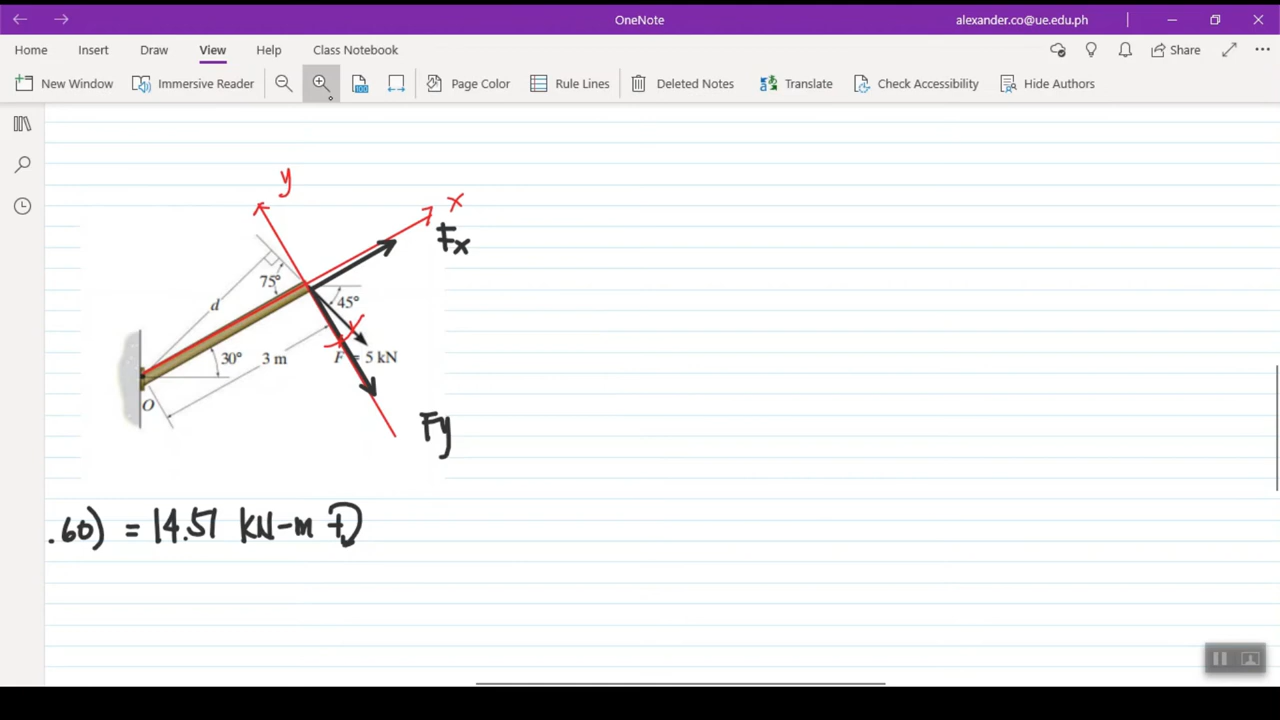 OneNote
alexander.co@ue.edu.ph
Home Insert Draw View Help Class Notebook
Share
New Window Immersive Reader Page Color Rule Lines Deleted Notes Translate Check Accessibility Hide Authors
y
x
Fx
75°
d
45°
30° 3 m
F = 5 kN
O
Fy
.60) = 14.51 kN-m